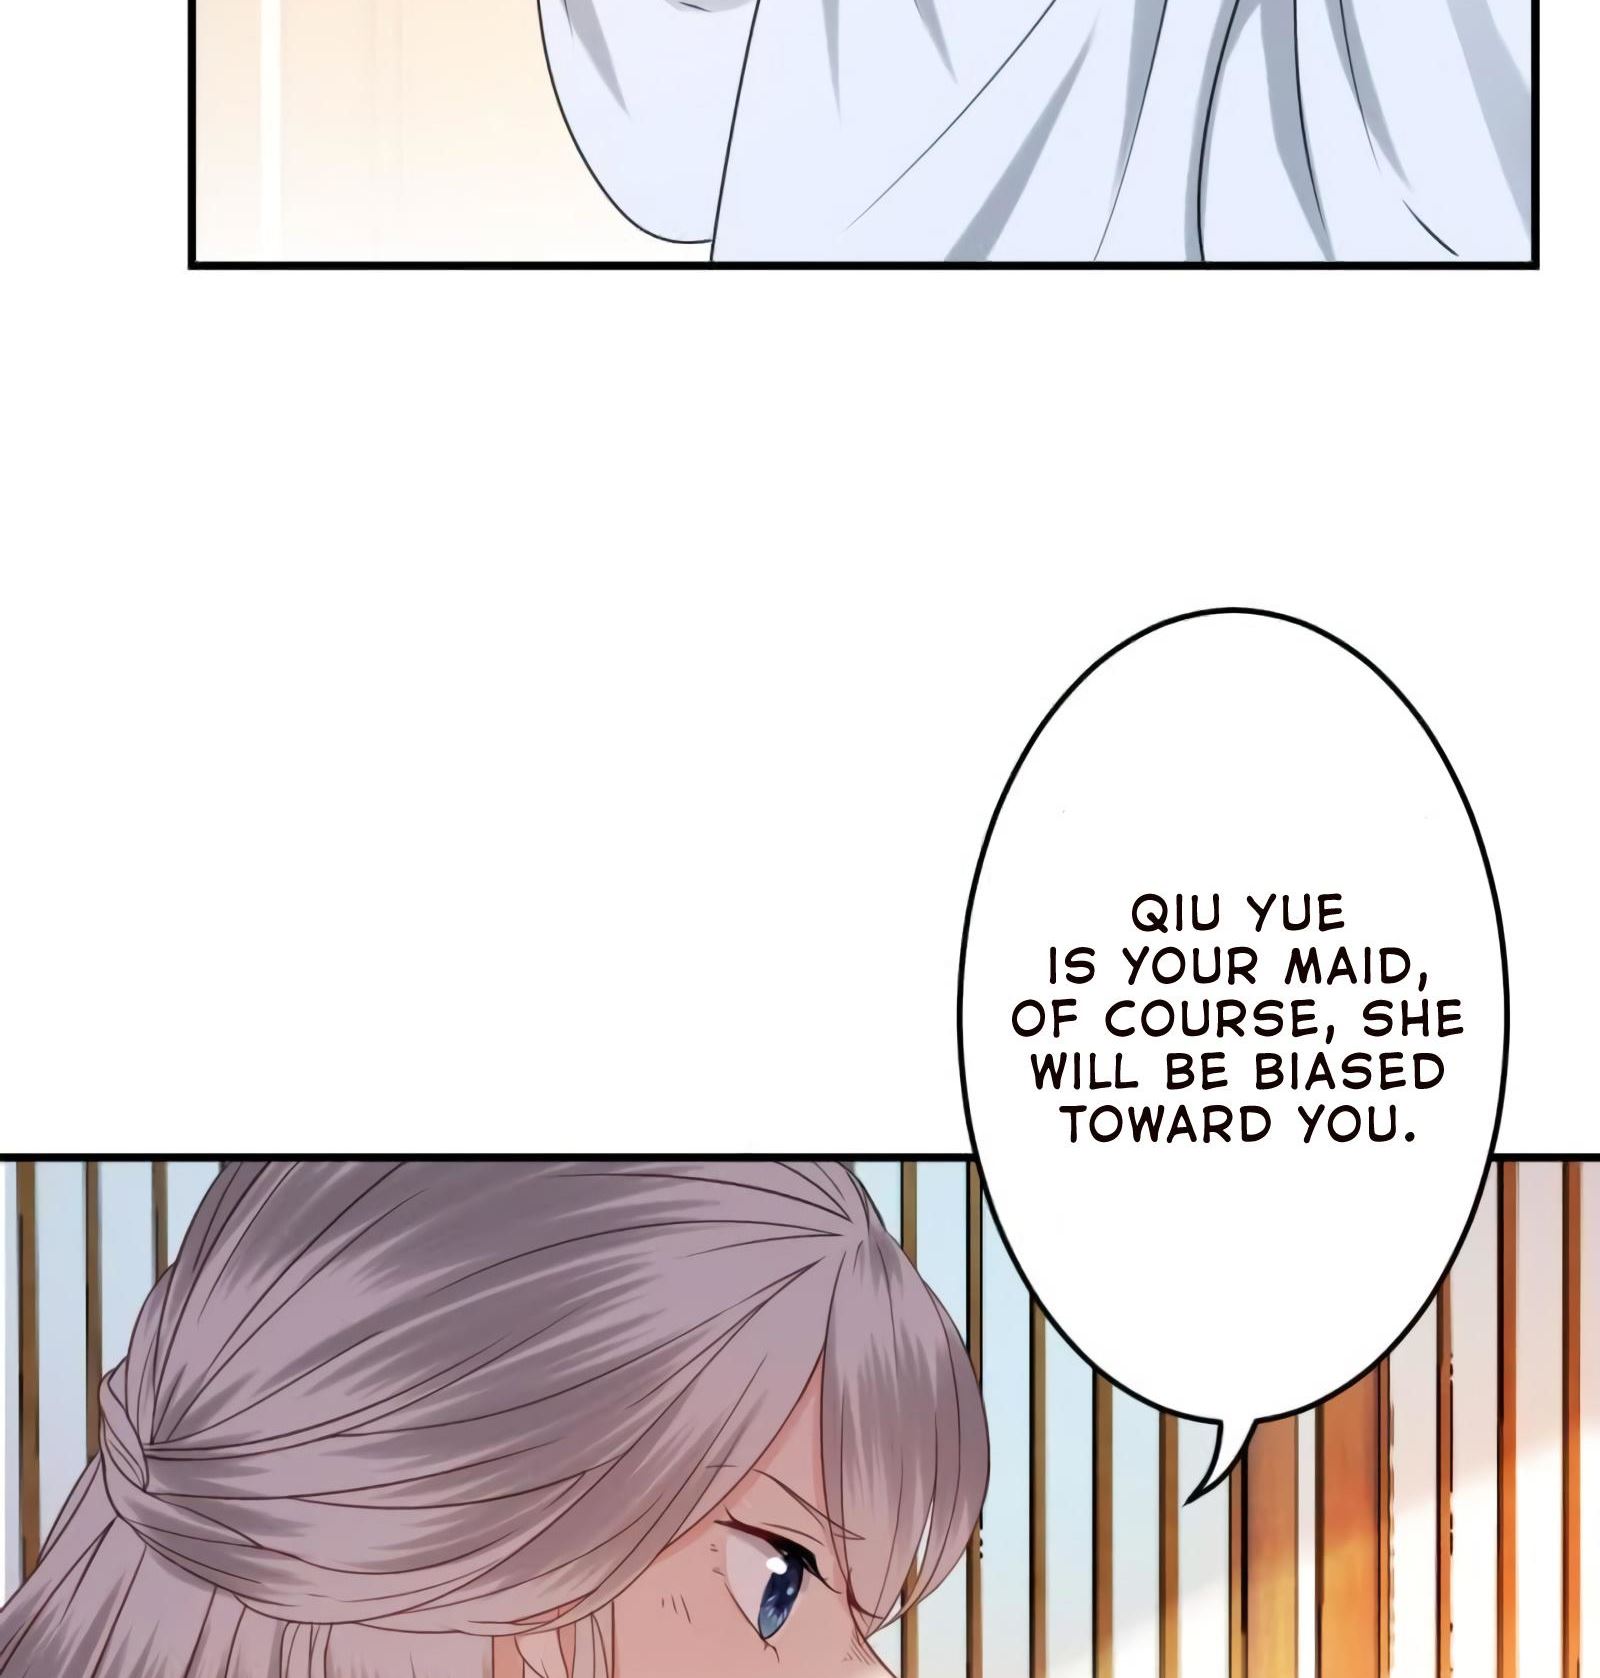 QIU YUE
IS YOUR MAID,
OF COURSE, SHE
WILL BE BIASED
TOWARD YOU.